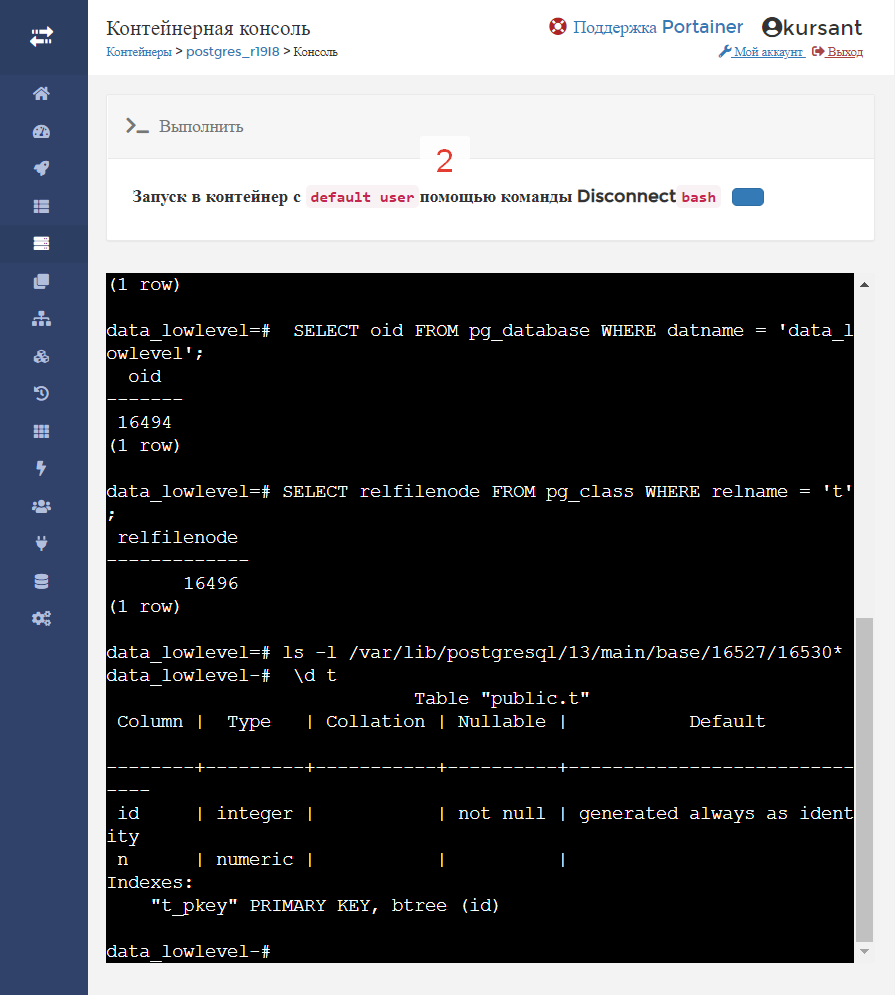 Контейнерная консоль
Поддержка Portainer
kursant
Контейнеры > postgres_r19l8 > Консоль
Мой аккаунт Выход
Выполнить
2
Запуск в контейнер с default user помощью команды Disconnect bash
(1 row)
data_lowlevel=#  SELECT oid FROM pg_database WHERE datname = 'data_l
owlevel';
oid
-------
16494
(1 row)
data_lowlevel=# SELECT relfilenode FROM pg_class WHERE relname = 't'
;
relfilenode
-------------
16496
(1 row)
data_lowlevel=# ls -l /var/lib/postgresql/13/main/base/16527/16530*
data_lowlevel-#  \d t
Table "public.t"
Column |  Type   | Collation | Nullable |           Default
--------+---------+-----------+----------+--------------------------
----
id     | integer |           | not null | generated always as ident
ity
n      | numeric |           |          |
Indexes:
"t_pkey" PRIMARY KEY, btree (id)
data_lowlevel-#